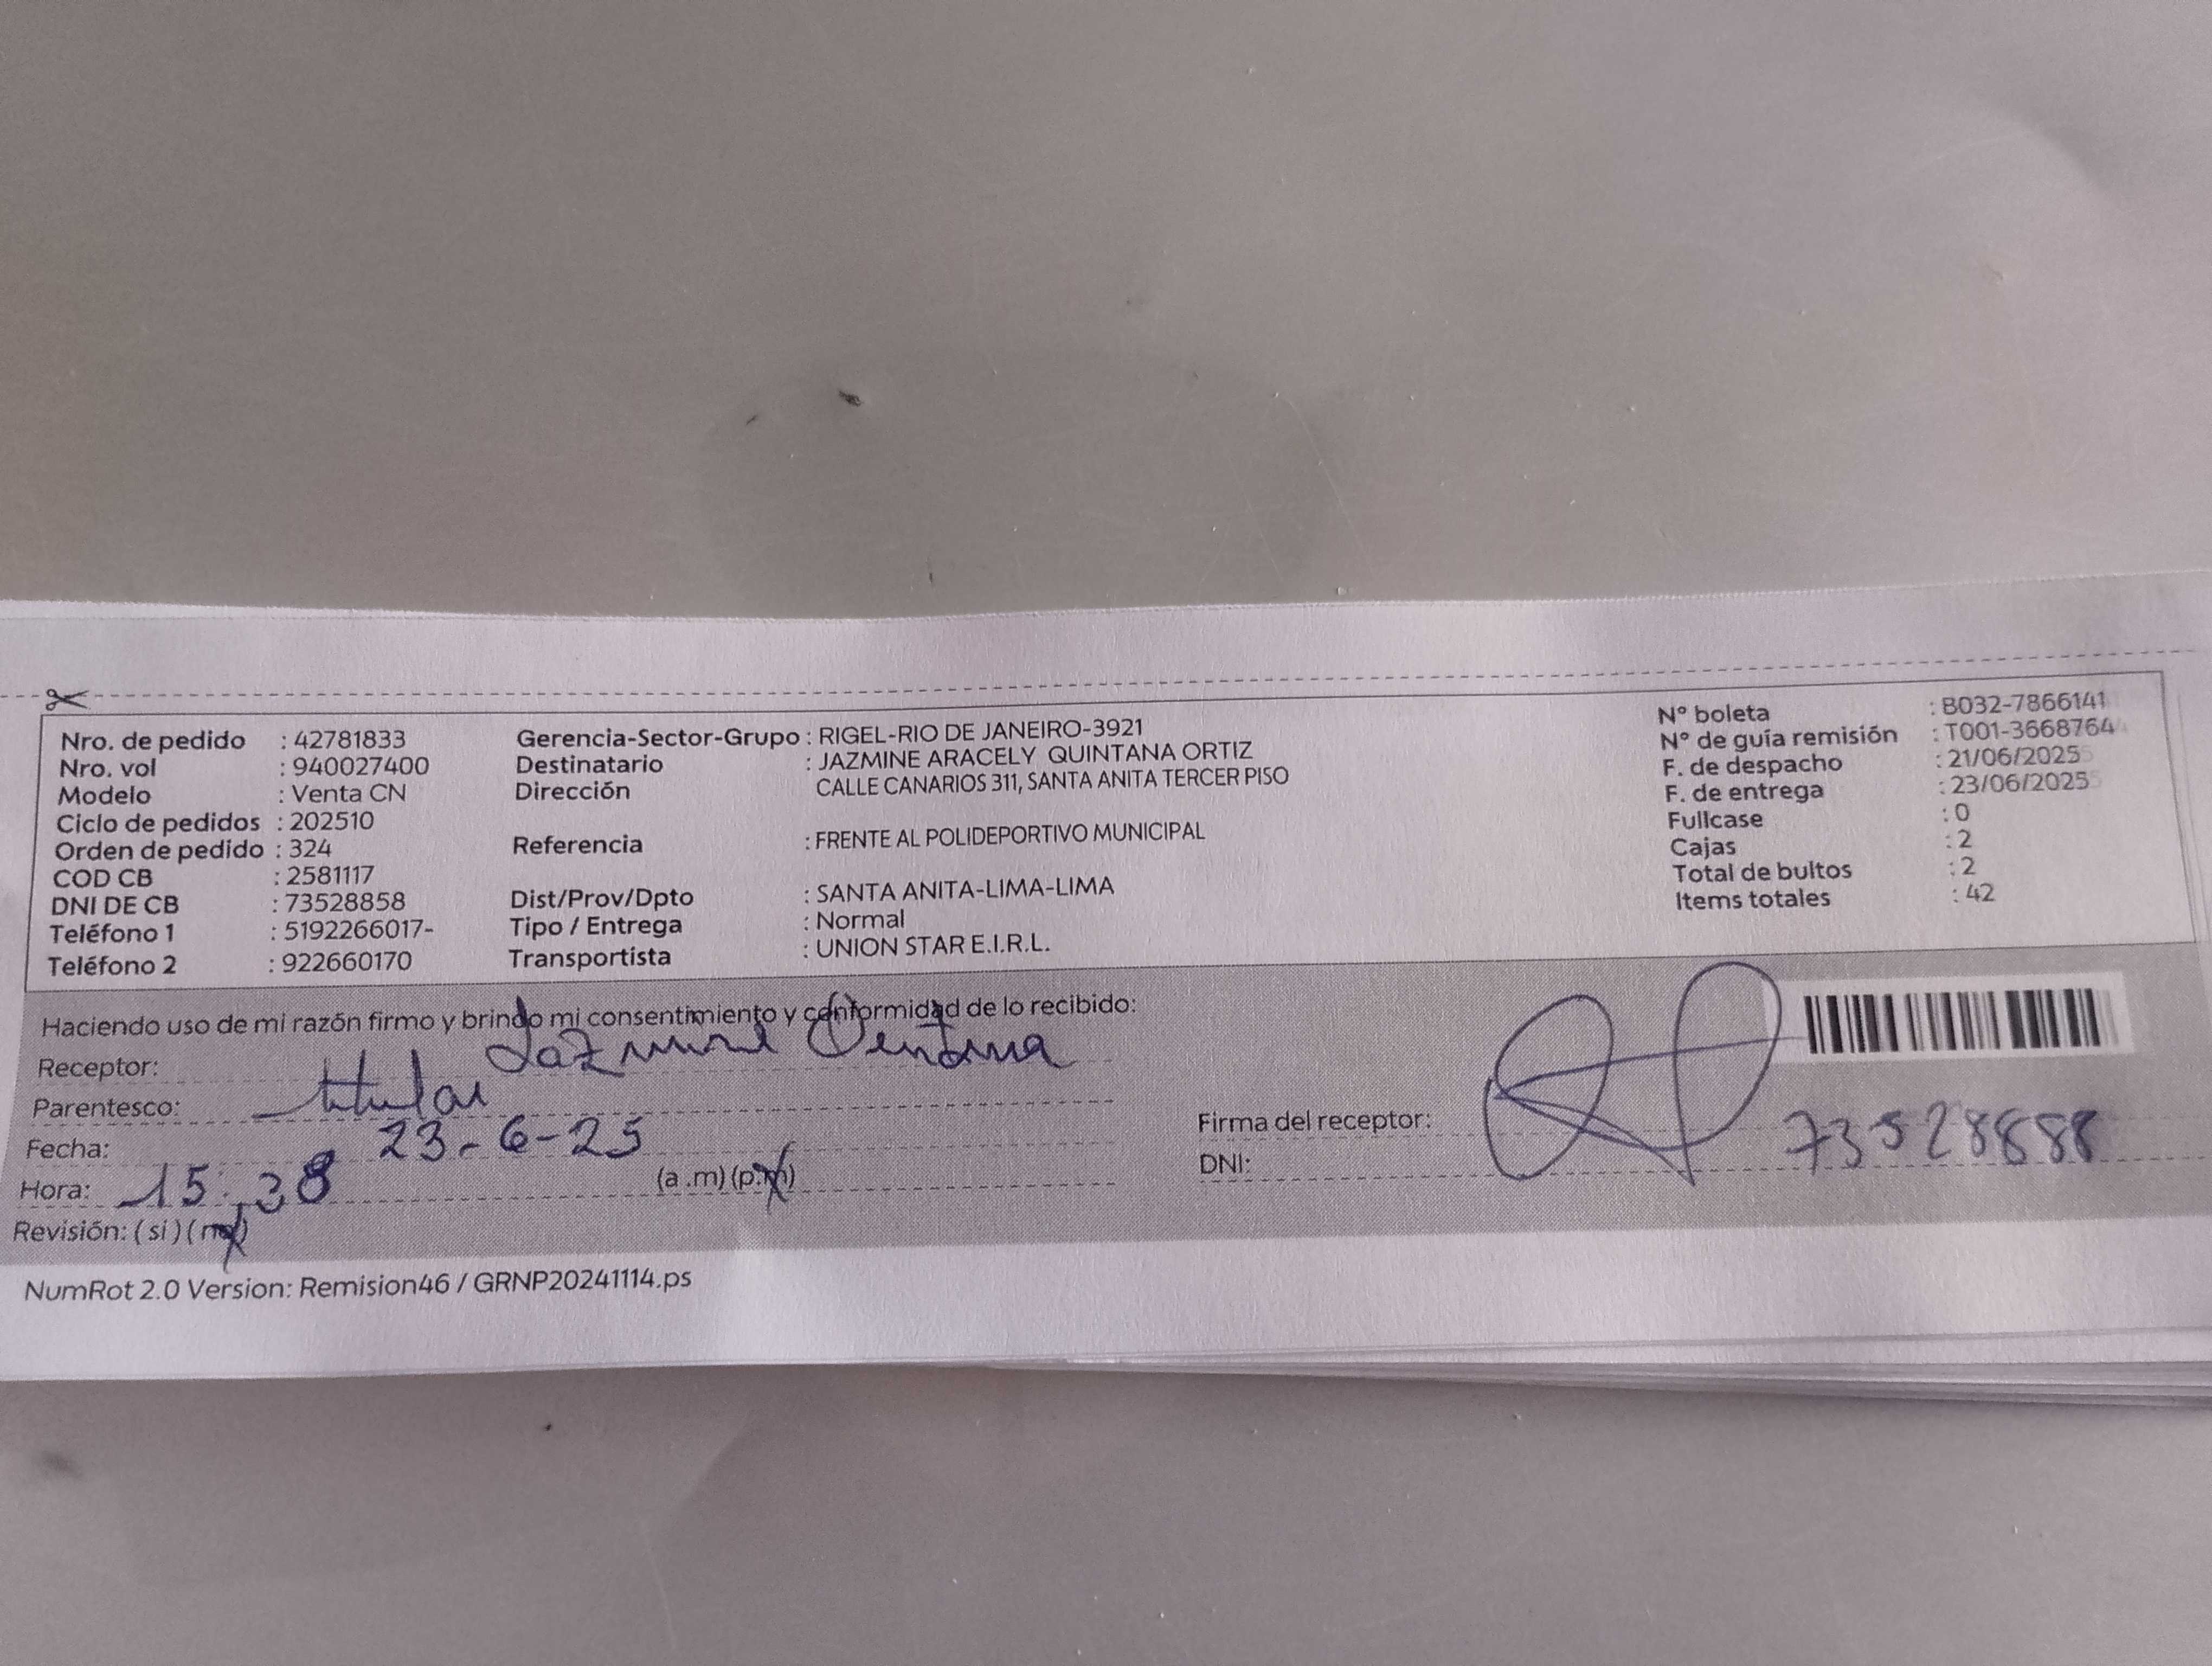 Nro. de pedido : 42781833
Nro. vol : 940027400
Modelo : Venta CN
Ciclo de pedidos : 202510
Orden de pedido : 324
COD CB : 2581117
DNI DE CB : 73528858
Teléfono 1 : 5192266017-
Teléfono 2 : 922660170
Gerencia-Sector-Grupo : RIGEL-RIO DE JANEIRO-3921
Destinatario : JAZMINE ARACELY QUINTANA ORTIZ
Dirección CALLE CANARIOS 311, SANTA ANITA TERCER PISO
Referencia : FRENTE AL POLIDEPORTIVO MUNICIPAL
Dist/Prov/Dpto : SANTA ANITA-LIMA-LIMA
Tipo / Entrega : Normal
Transportista : UNION STAR E.I.R.L.
N° boleta : B032-7866141
N° de guía remisión : T001-3668764
F. de despacho : 21/06/2025
F. de entrega : 23/06/2025
Fullcase : 0
Cajas : 2
Total de bultos : 2
Items totales : 42
Haciendo uso de mi razón firmo y brindo mi consentimiento y conformidad de lo recibido:
Receptor:
Parentesco: titular
Fecha: 23-6-25
Hora: 15:38 (a.m) (p.m)
Revisión: (si) (no)
Firma del receptor:
DNI: 73528888
NumRot 2.0 Version: Remision46 / GRNP20241114.ps